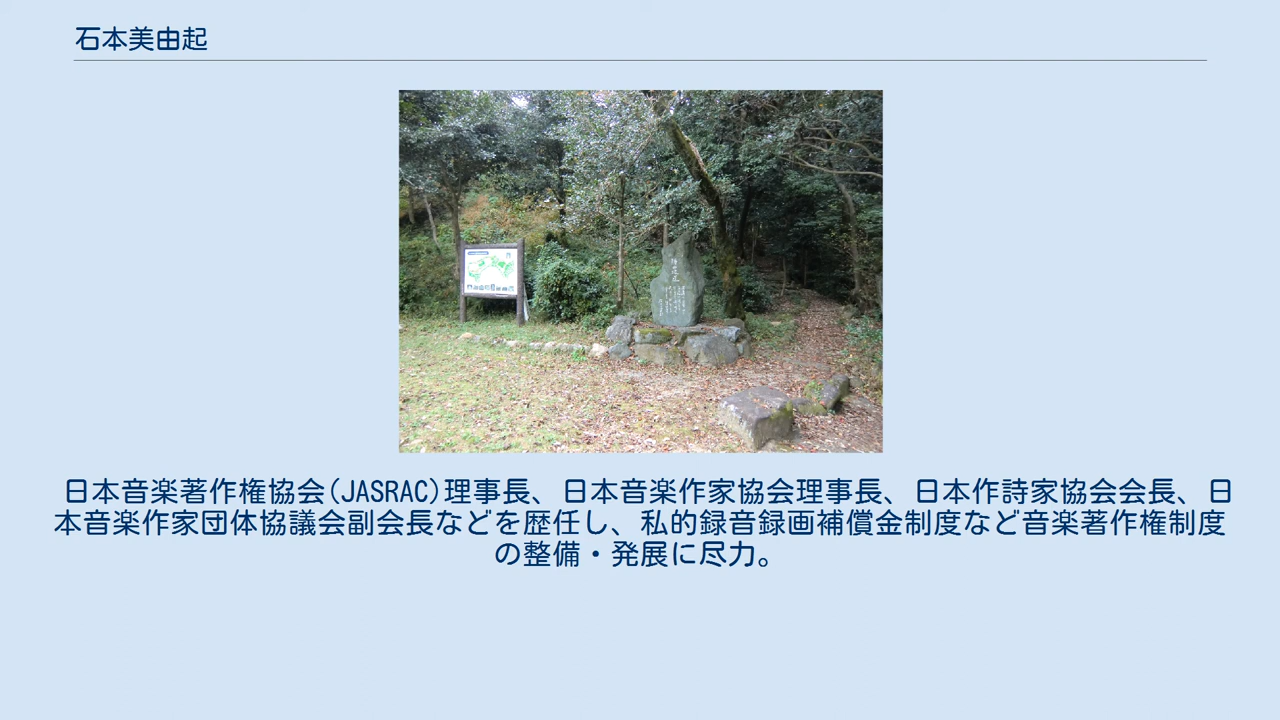 石本美由起
日本音楽著作権協会(JASRAC)理事長、日本音楽作家協会理事長、日本作詩家協会会長、日
本音楽作家団体協議会副会長などを歴任し、私的録音録画補償金制度など音楽著作権制度
の整備・発展に尽力。